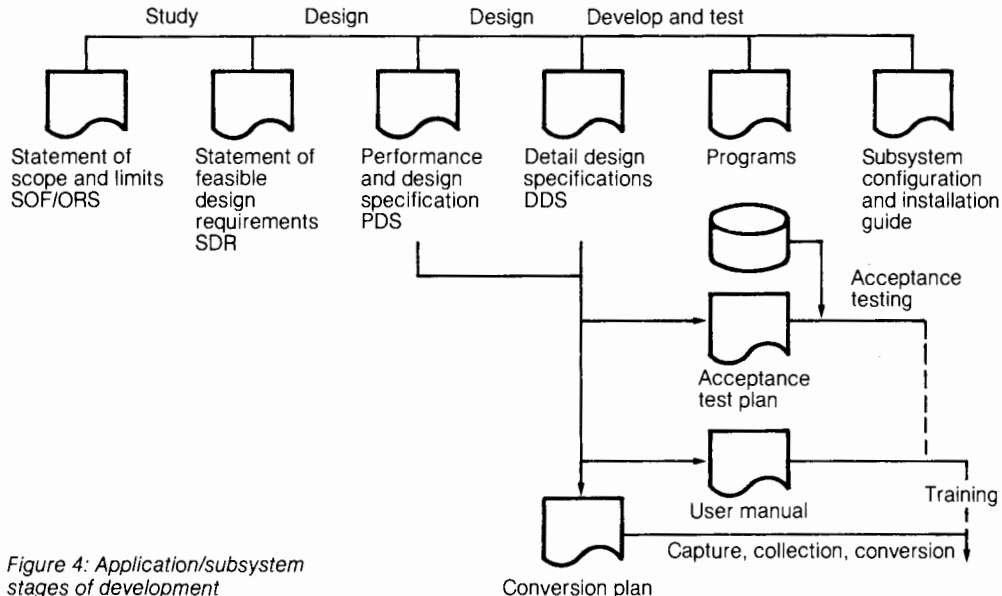 Study
Design
Design
Develop and test
Statement of
scope and limits
SOF/ORS
Statement of
feasible
design
requirements
SDR
Performance
and design
specification
PDS
Detail design
specifications
DDS
Programs
Subsystem
configuration
and installation
guide
Acceptance
testing
Acceptance
test plan
User manual
Training
Capture, collection, conversion
Conversion plan
Figure 4: Application/subsystem
stages of development